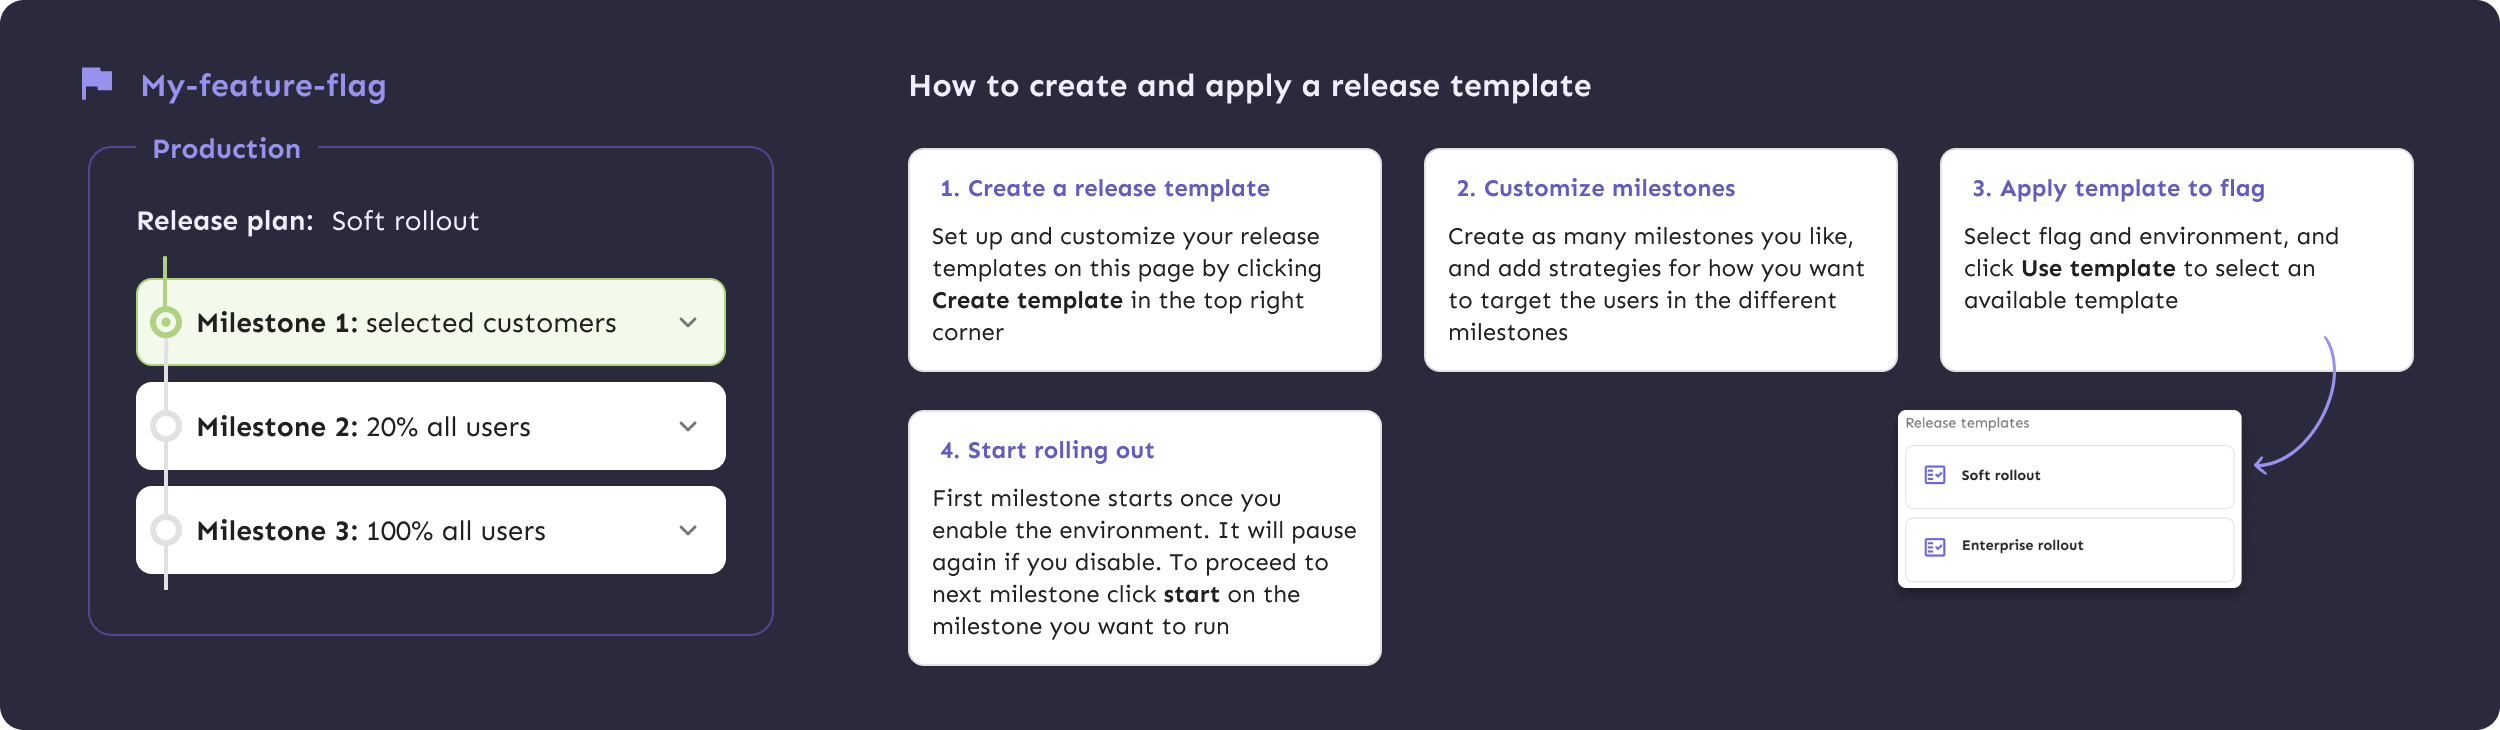 My-feature-flag
Production
Release plan: Soft rollout
Milestone 1: selected customers
Milestone 2: 20% all users
Milestone 3: 100% all users
How to create and apply a release template
1. Create a release template
Set up and customize your release
templates on this page by clicking
Create template in the top right
corner
2. Customize milestones
Create as many milestones you like,
and add strategies for how you want
to target the users in the different
milestones
3. Apply template to flag
Select flag and environment, and
click Use template to select an
available template
4. Start rolling out
First milestone starts once you
enable the environment. It will pause
again if you disable. To proceed to
next milestone click start on the
milestone you want to run
Release templates
Soft rollout
Enterprise rollout